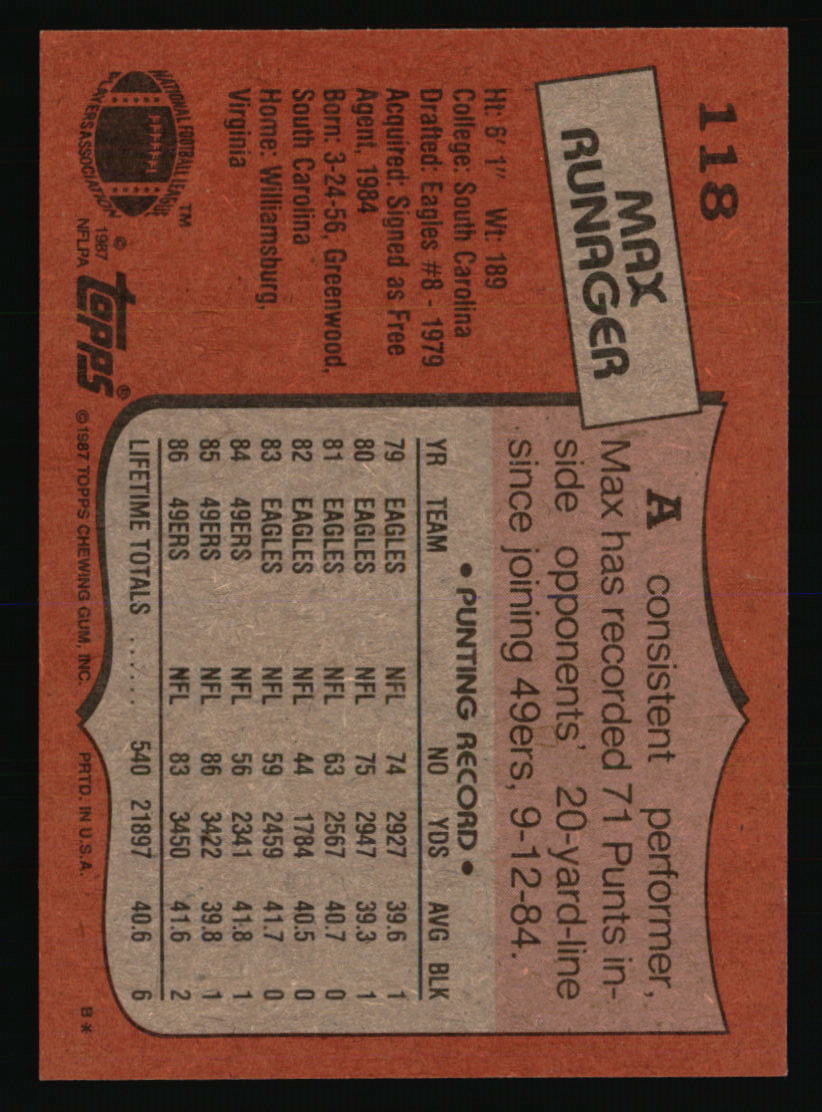 118
MAX
RUNAGER
Ht: 6' 1" Wt: 189
College: South Carolina
Drafted: Eagles #8 - 1979
Acquired: Signed as Free
Agent, 1984
Born: 3-24-56, Greenwood,
South Carolina
Home: Williamsburg,
Virginia
NATIONAL FOOTBALL LEAGUE
PLAYERS ASSOCIATION
TM
© 1987
NFLPA
topps®
A consistent performer,
Max has recorded 71 Punts in-
side opponents' 20-yard-line
since joining 49ers, 9-12-84.
• PUNTING RECORD •
YR TEAM NO YDS AVG BLK
79 EAGLES NFL 74 2927 39.6 1
80 EAGLES NFL 75 2947 39.3 1
81 EAGLES NFL 63 2567 40.7 0
82 EAGLES NFL 44 1784 40.5 0
83 EAGLES NFL 59 2459 41.7 0
84 49ERS NFL 56 2341 41.8 1
85 49ERS NFL 86 3422 39.8 1
86 49ERS NFL 83 3450 41.6 2
LIFETIME TOTALS ...... 540 21897 40.6 6
© 1987 TOPPS CHEWING GUM, INC. PRTD. IN U.S.A. B*